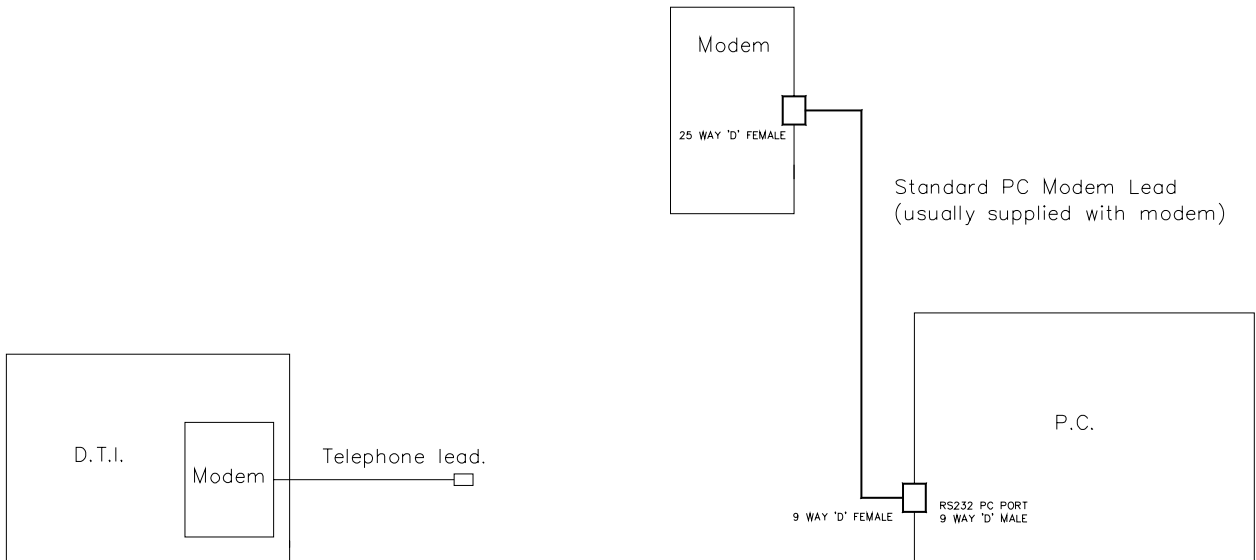 Modem
25 WAY 'D' FEMALE
Standard PC Modem Lead
(usually supplied with modem)
D.T.I.
Modem
Telephone lead.
P.C.
9 WAY 'D' FEMALE
RS232 PC PORT
9 WAY 'D' MALE